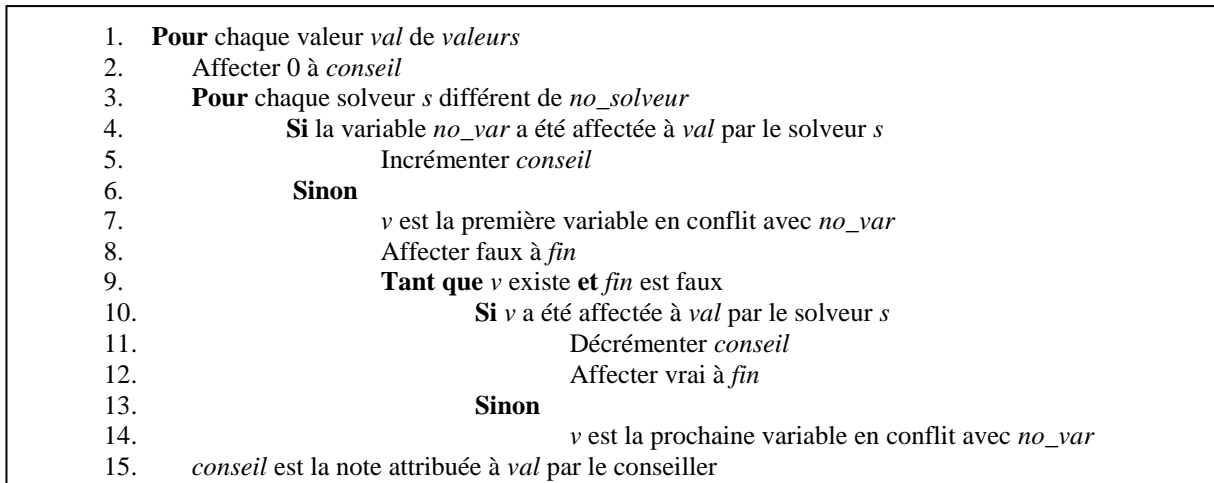 1. Pour chaque valeur val de valeurs
2. Affecter 0 à conseil
3. Pour chaque solveur s différent de no_solveur
4. Si la variable no_var a été affectée à val par le solveur s
5. Incrémenter conseil
6. Sinon
7. v est la première variable en conflit avec no_var
8. Affecter faux à fin
9. Tant que v existe et fin est faux
10. Si v a été affectée à val par le solveur s
11. Décrémenter conseil
12. Affecter vrai à fin
13. Sinon
14. v est la prochaine variable en conflit avec no_var
15. conseil est la note attribuée à val par le conseiller